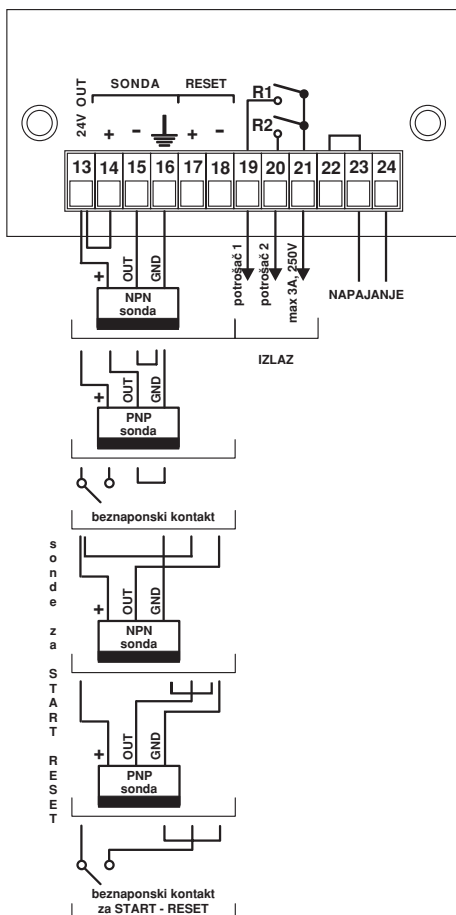 24V OUT
SONDA RESET
+ - + -
R1
R2
13 14 15 16 17 18 19 20 21 22 23 24
+ OUT GND
NPN
sonda
potrošač 1
potrošač 2
max 3A, 250V
NAPAJANJE
IZLAZ
+ OUT GND
PNP
sonda
beznaponski kontakt
sonde za START RESET
+ OUT GND
NPN
sonda
+ OUT GND
PNP
sonda
beznaponski kontakt
za START - RESET